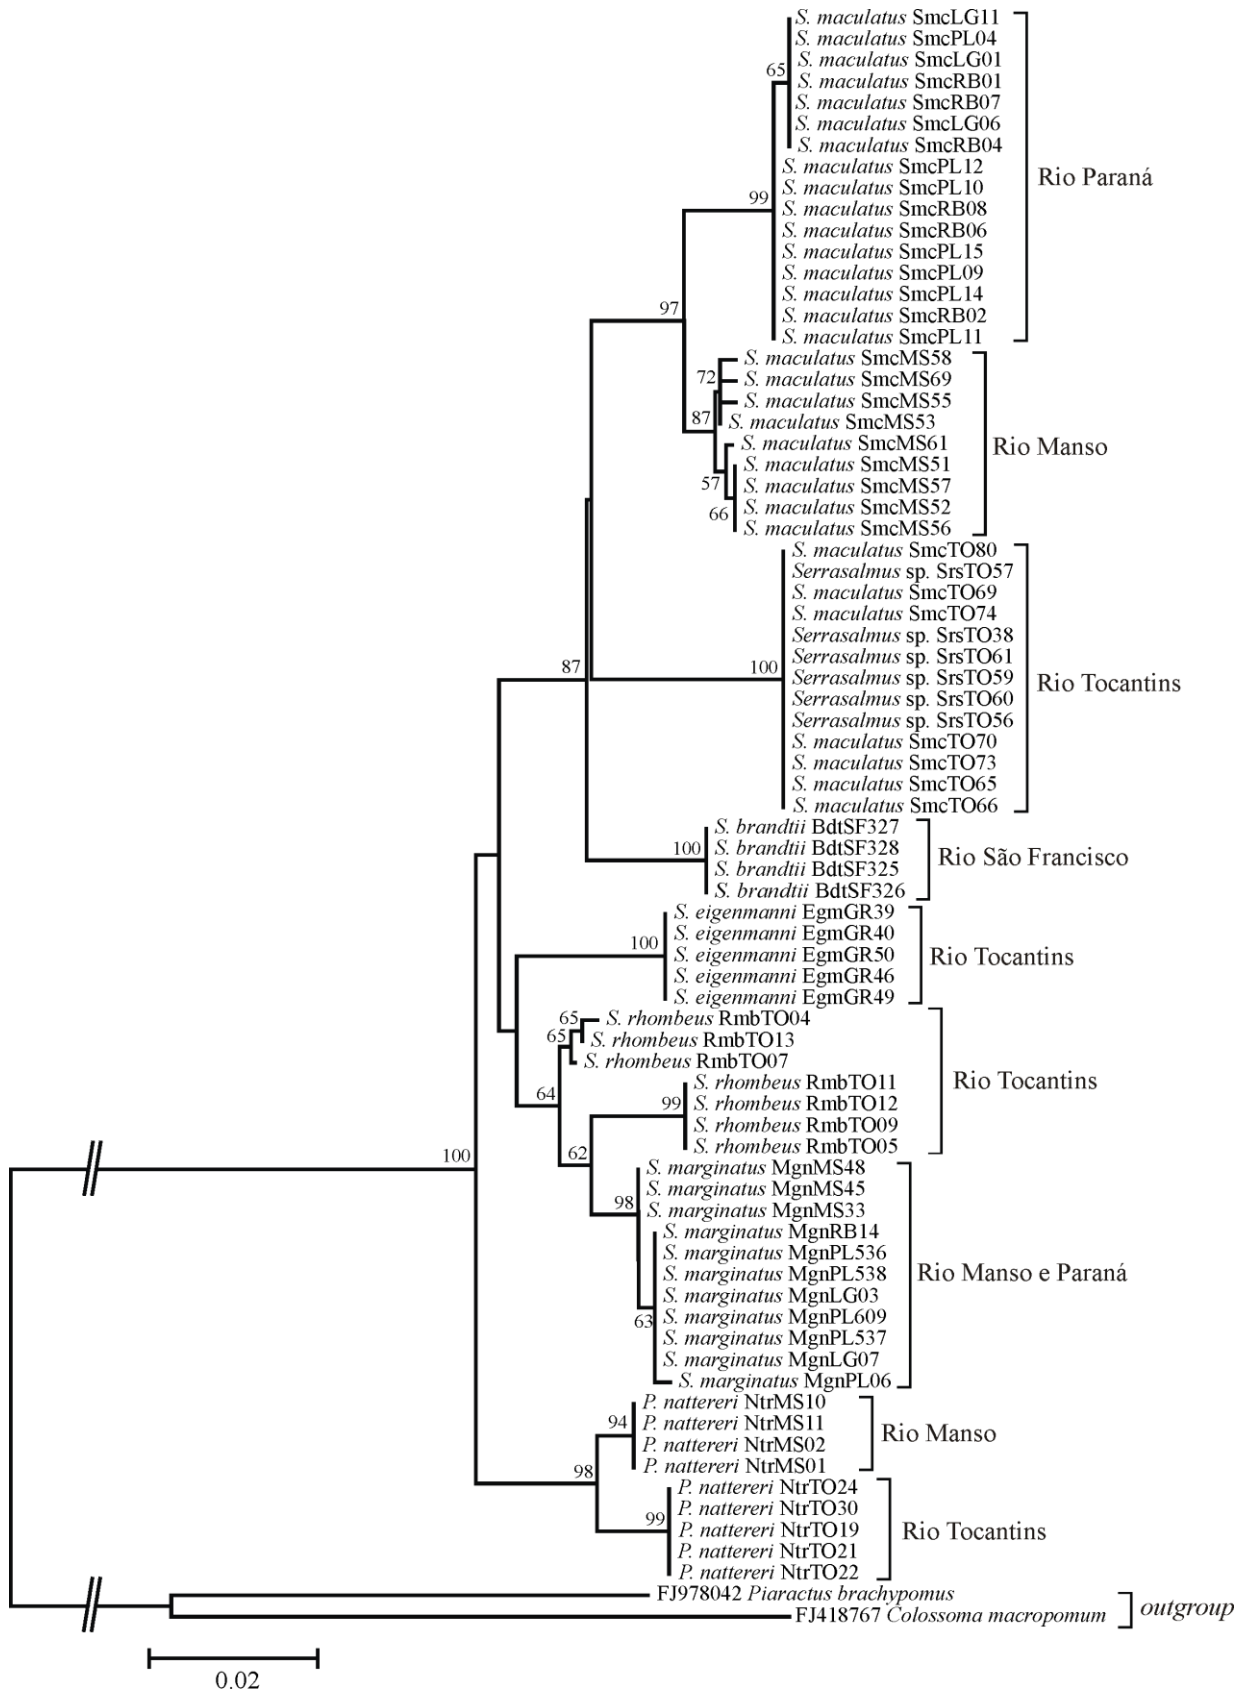 S. maculatus SmcLG11
S. maculatus SmcPL04
S. maculatus SmcLG01
65
S. maculatus SmcRB01
S. maculatus SmcRB07
S. maculatus SmcLG06
S. maculatus SmcRB04
S. maculatus SmcPL12
Rio Paraná
S. maculatus SmcPL10
99
S. maculatus SmcRB08
S. maculatus SmcRB06
S. maculatus SmcPL15
S. maculatus SmcPL09
S. maculatus SmcPL14
97
S. maculatus SmcRB02
S. maculatus SmcPL11
S. maculatus SmcMS58
72
S. maculatus SmcMS69
S. maculatus SmcMS55
87
S. maculatus SmcMS53
S. maculatus SmcMS61
Rio Manso
S. maculatus SmcMS51
57
S. maculatus SmcMS57
66
S. maculatus SmcMS52
S. maculatus SmcMS56
S. maculatus SmcTO80
Serrasalmus sp. SrsTO57
S. maculatus SmcTO69
S. maculatus SmcTO74
Serrasalmus sp. SrsTO38
Serrasalmus sp. SrsTO61
87
100
Serrasalmus sp. SrsTO59
Rio Tocantins
Serrasalmus sp. SrsTO60
Serrasalmus sp. SrsTO56
S. maculatus SmcTO70
S. maculatus SmcTO73
S. maculatus SmcTO65
S. maculatus SmcTO66
S. brandtii BdtSF327
100
S. brandtii BdtSF328
Rio São Francisco
S. brandtii BdtSF325
S. brandtii BdtSF326
S. eigenmanni EgmGR39
S. eigenmanni EgmGR40
100
S. eigenmanni EgmGR50
Rio Tocantins
S. eigenmanni EgmGR46
S. eigenmanni EgmGR49
65
S. rhombeus RmbTO04
65
S. rhombeus RmbTO13
S. rhombeus RmbTO07
Rio Tocantins
S. rhombeus RmbTO11
64
99
S. rhombeus RmbTO12
S. rhombeus RmbTO09
62
S. rhombeus RmbTO05
100
S. marginatus MgnMS48
S. marginatus MgnMS45
98
S. marginatus MgnMS33
S. marginatus MgnRB14
S. marginatus MgnPL536
S. marginatus MgnPL538
Rio Manso e Paraná
S. marginatus MgnLG03
63
S. marginatus MgnPL609
S. marginatus MgnPL537
S. marginatus MgnLG07
S. marginatus MgnPL06
P. nattereri NtrMS10
94
P. nattereri NtrMS11
Rio Manso
P. nattereri NtrMS02
98
P. nattereri NtrMS01
P. nattereri NtrTO24
P. nattereri NtrTO30
99
P. nattereri NtrTO19
Rio Tocantins
P. nattereri NtrTO21
P. nattereri NtrTO22
FJ978042 Piaractus brachypomus
FJ418767 Colossoma macropomum
outgroup
0.02